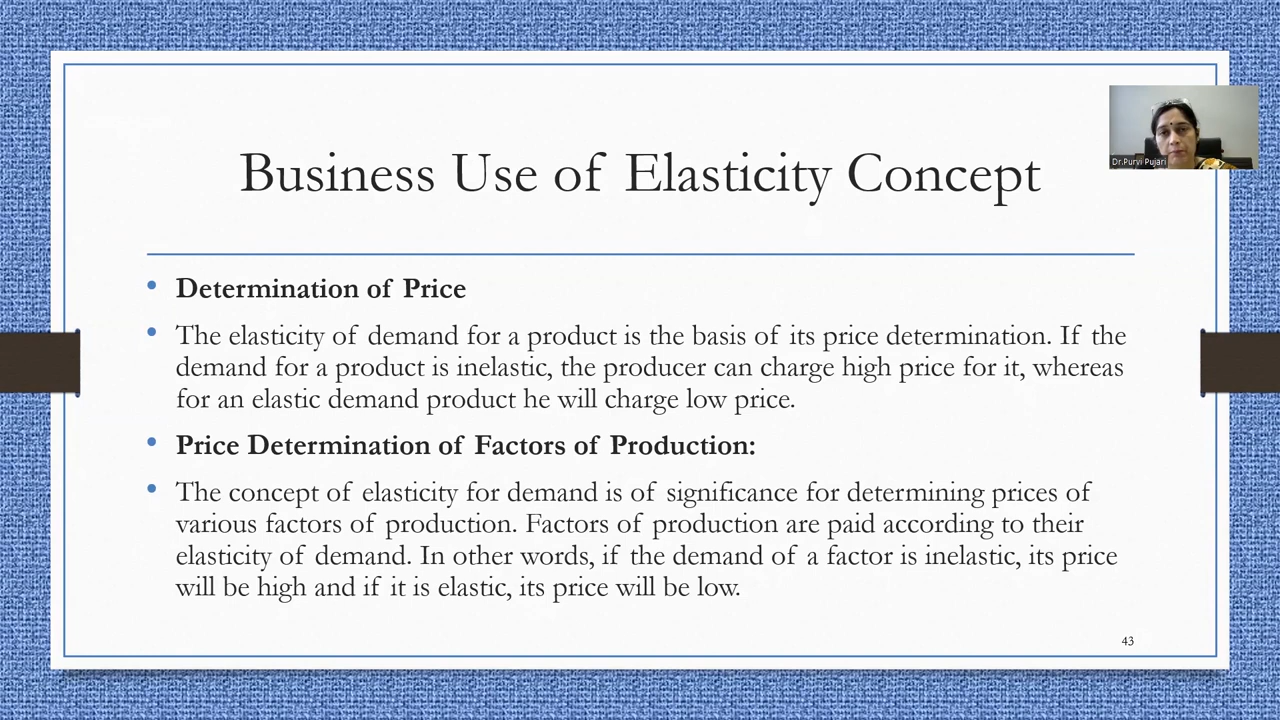 Business Use of Elasticity Concept
Dr.Purvi Pujari
• Determination of Price
• The elasticity of demand for a product is the basis of its price determination. If the
demand for a product is inelastic, the producer can charge high price for it, whereas
for an elastic demand product he will charge low price.
• Price Determination of Factors of Production:
• The concept of elasticity for demand is of significance for determining prices of
various factors of production. Factors of production are paid according to their
elasticity of demand. In other words, if the demand of a factor is inelastic, its price
will be high and if it is elastic, its price will be low.
43